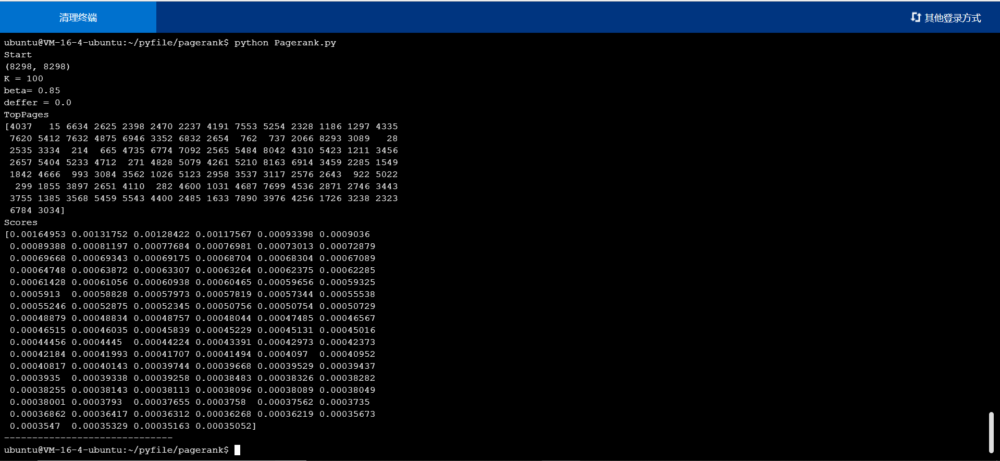 清理终端
其他登录方式
ubuntu@VM-16-4-ubuntu:~/pyfile/pagerank$ python Pagerank.py
Start
(8298, 8298)
K = 100
beta= 0.85
deffer = 0.0
TopPages
[4037   15 6634 2625 2398 2470 2237 4191 7553 5254 2328 1186 1297 4335
 7620 5412 7632 4875 6946 3352 6832 2654  762  737 2066 8293 3089   28
 2535 3334  214  665 4735 6774 7092 2565 5484 8042 4310 5423 1211 3456
 2657 5404 5233 4712  271 4828 5079 4261 5210 8163 6914 3459 2285 1549
 1842 4666  993 3084 3562 1026 5123 2958 3537 3117 2576 2643  922 5022
  299 1855 3897 2651 4110  282 4600 1031 4687 7699 4536 2871 2746 3443
 3755 1385 3568 5459 5543 4400 2485 1633 7890 3976 4256 1726 3238 2323
 6784 3034]
Scores
[0.00164953 0.00131752 0.00128422 0.00117567 0.00093398 0.0009036
 0.00089388 0.00081197 0.00077684 0.00076981 0.00073013 0.00072879
 0.00069668 0.00069343 0.00069175 0.00068704 0.00068304 0.00067089
 0.00064748 0.00063872 0.00063307 0.00063264 0.00062375 0.00062285
 0.00061428 0.00061056 0.00060938 0.00060465 0.00059656 0.00059325
 0.0005913  0.00058828 0.00057973 0.00057819 0.00057344 0.00055538
 0.00055246 0.00052875 0.00052345 0.00050756 0.00050754 0.00050729
 0.00048879 0.00048834 0.00048757 0.00048044 0.00047485 0.00046567
 0.00046515 0.00046035 0.00045839 0.00045229 0.00045131 0.00045016
 0.00044456 0.0004445  0.00044224 0.00043391 0.00042973 0.00042373
 0.00042184 0.00041993 0.00041707 0.00041494 0.0004097  0.00040952
 0.00040817 0.00040143 0.00039744 0.00039668 0.00039529 0.00039437
 0.0003935  0.00039338 0.00039258 0.00038483 0.00038326 0.00038282
 0.00038255 0.00038143 0.00038113 0.00038096 0.00038089 0.00038049
 0.00038001 0.0003793  0.00037655 0.0003758  0.00037562 0.0003735
 0.00036862 0.00036417 0.00036312 0.00036268 0.00036219 0.00035673
 0.0003547  0.00035329 0.00035163 0.00035052]
------------------------------
ubuntu@VM-16-4-ubuntu:~/pyfile/pagerank$